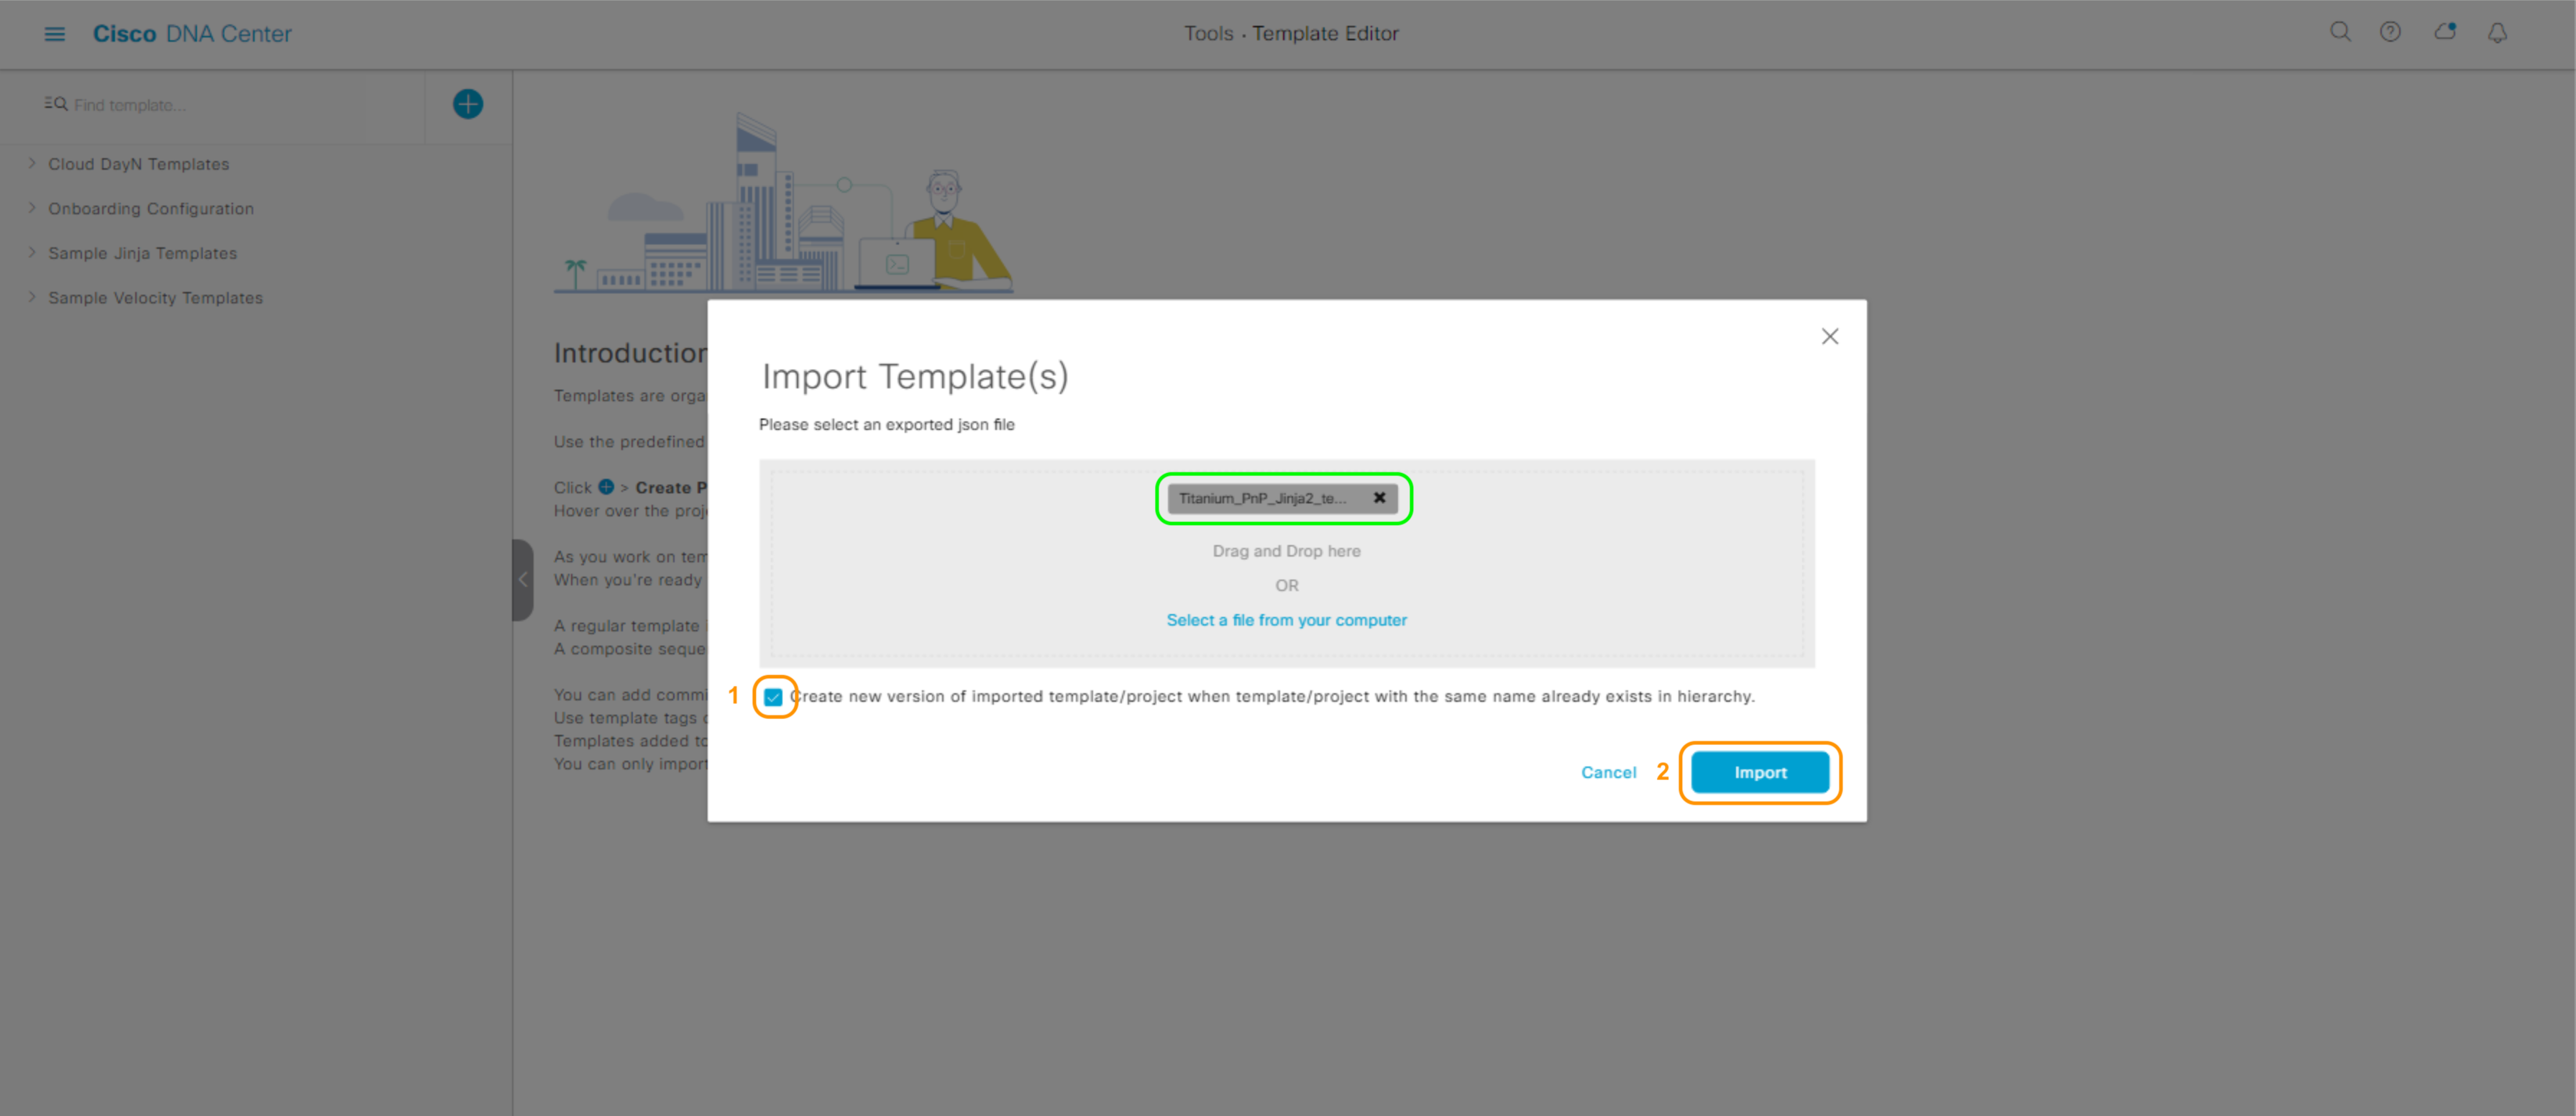 Cisco DNA Center
Tools · Template Editor
Find template...
Cloud DayN Templates
Onboarding Configuration
Sample Jinja Templates
Sample Velocity Templates
Introduction
Templates are orga
Use the predefined
Click > Create P
Hover over the proj
As you work on tem
When you're ready
A regular template
A composite seque
You can add commi
Use template tags
Templates added to
You can only import
Import Template(s)
Please select an exported json file
Titanium_PnP_Jinja2_te...
Drag and Drop here
OR
Select a file from your computer
1 Create new version of imported template/project when template/project with the same name already exists in hierarchy.
Cancel 2 Import